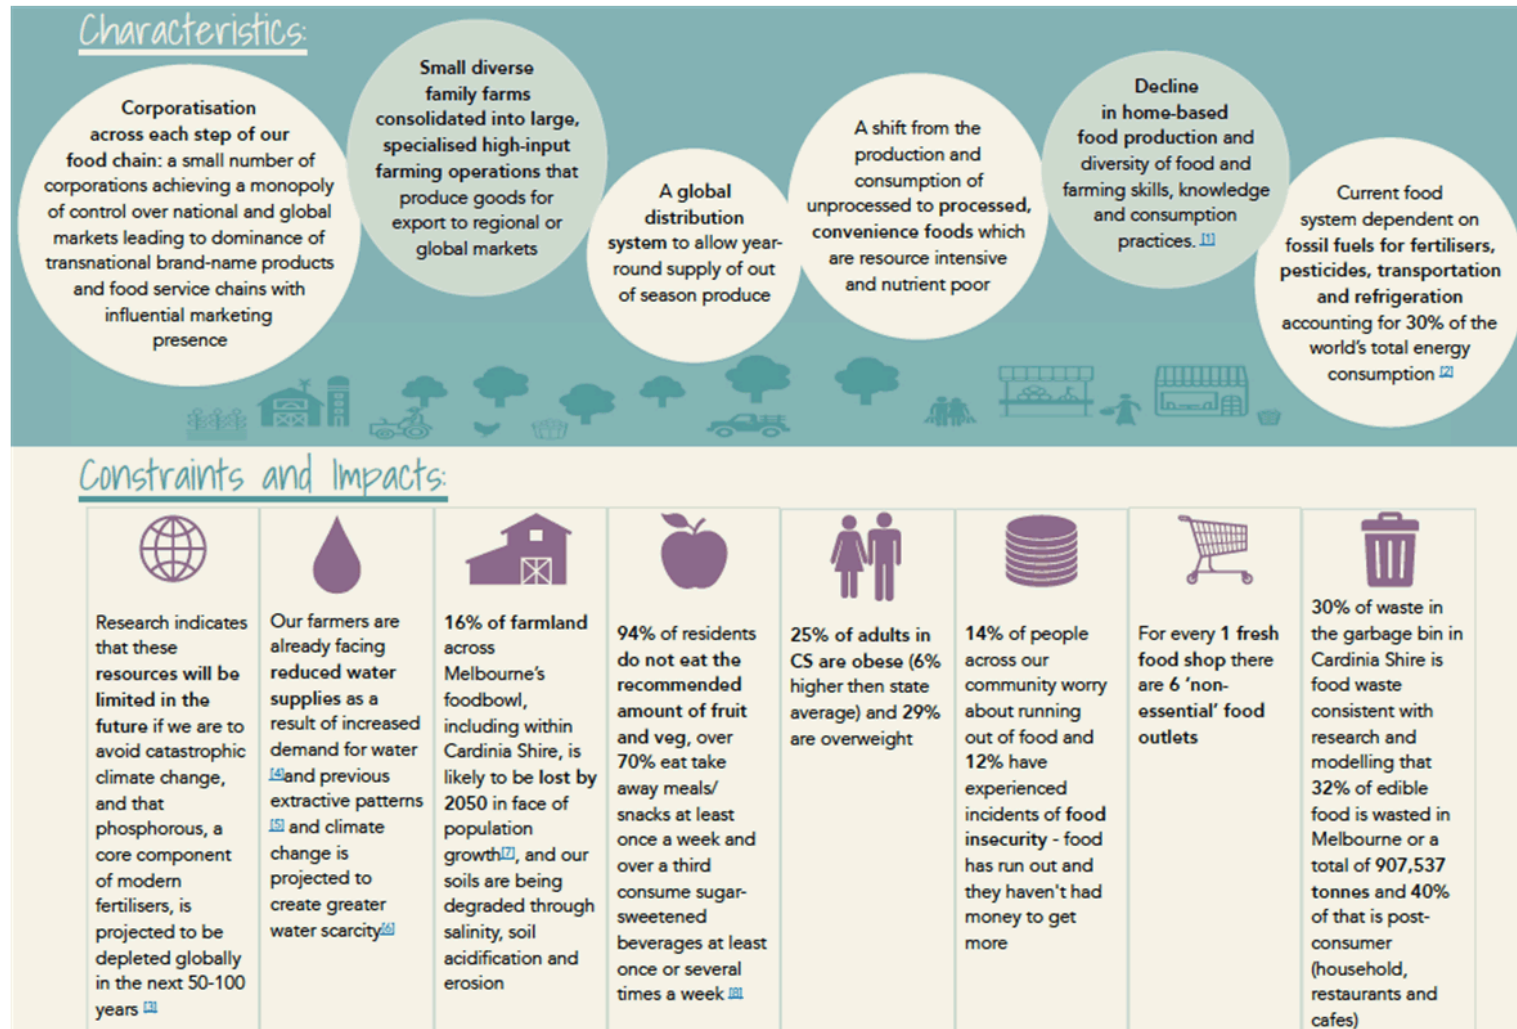 Characteristics:
Corporatisation
across each step of our
food chain: a small number of
corporations achieving a monopoly
of control over national and global
markets leading to dominance of
transnational brand-name products
and food service chains with
influential marketing
presence
Small diverse
family farms
consolidated into large,
specialised high-input
farming operations that
produce goods for
export to regional or
global markets
A global
distribution
system to allow year-
round supply of out
of season produce
A shift from the
production and
consumption of
unprocessed to processed,
convenience foods which
are resource intensive
and nutrient poor
Decline
in home-based
food production and
diversity of food and
farming skills, knowledge
and consumption
practices. [1]
Current food
system dependent on
fossil fuels for fertilisers,
pesticides, transportation
and refrigeration
accounting for 30% of the
world's total energy
consumption [2]
Constraints and Impacts:
Research indicates
that these
resources will be
limited in the
future if we are to
avoid catastrophic
climate change,
and that
phosphorous, a
core component
of modern
fertilisers, is
projected to be
depleted globally
in the next 50-100
years [3]
Our farmers are
already facing
reduced water
supplies as a
result of increased
demand for water
[4]and previous
extractive patterns
[5] and climate
change is
projected to
create greater
water scarcity[6]
16% of farmland
across
Melbourne's
foodbowl,
including within
Cardinia Shire, is
likely to be lost by
2050 in face of
population
growth[7], and our
soils are being
degraded through
salinity, soil
acidification and
erosion
94% of residents
do not eat the
recommended
amount of fruit
and veg, over
70% eat take
away meals/
snacks at least
once a week and
over a third
consume sugar-
sweetened
beverages at least
once or several
times a week [8]
25% of adults in
CS are obese (6%
higher then state
average) and 29%
are overweight
14% of people
across our
community worry
about running
out of food and
12% have
experienced
incidents of food
insecurity - food
has run out and
they haven't had
money to get
more
For every 1 fresh
food shop there
are 6 'non-
essential' food
outlets
30% of waste in
the garbage bin in
Cardinia Shire is
food waste
consistent with
research and
modelling that
32% of edible
food is wasted in
Melbourne or a
total of 907,537
tonnes and 40%
of that is post-
consumer
(household,
restaurants and
cafes)